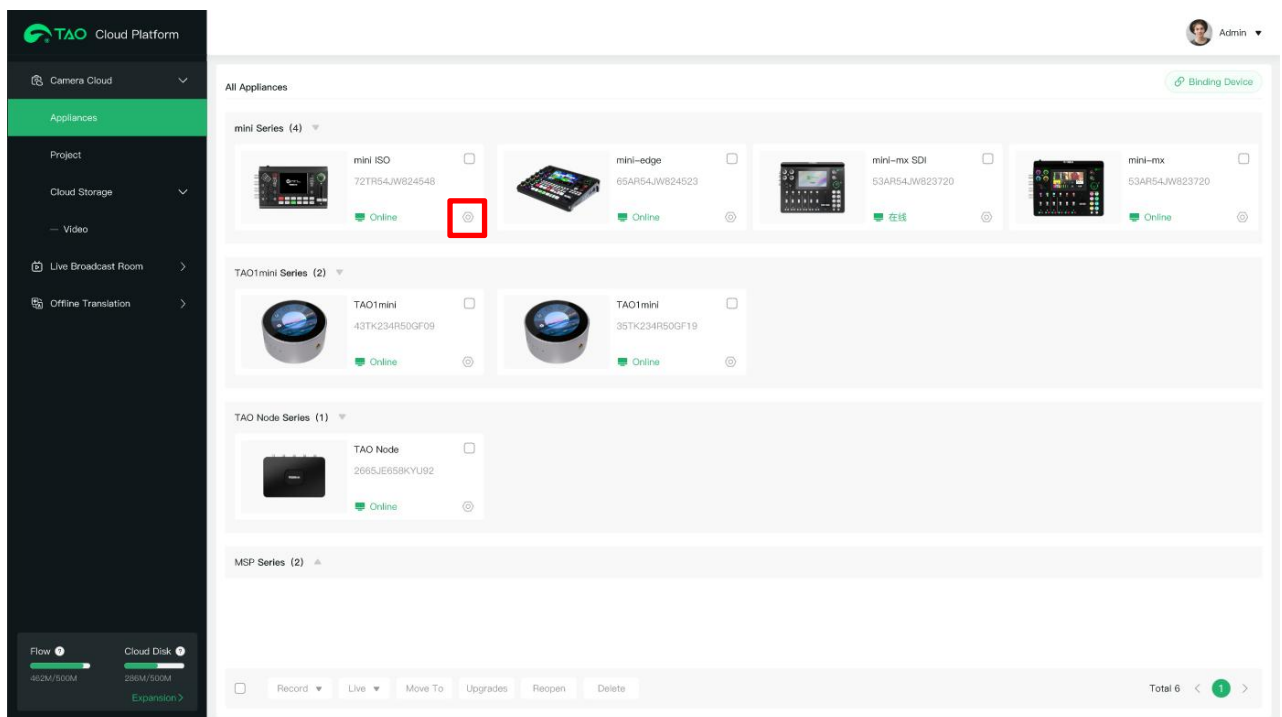 TAO Cloud Platform
Admin
Camera Cloud
Appliances
Project
Cloud Storage
— Video
Live Broadcast Room
Offline Translation
Flow ?
Cloud Disk ?
462M/500M
286M/500M
Expansion >
All Appliances
Binding Device
mini Series (4)
mini ISO
72TR54JW824548
Online
mini-edge
65AR54JW824523
Online
mini-mx SDI
53AR54JW823720
在线
mini-mx
53AR54JW823720
Online
TAO1mini Series (2)
TAO1mini
43TK234R50GF09
Online
TAO1mini
35TK234R50GF19
Online
TAO Node Series (1)
TAO Node
2665JE658KYU92
Online
MSP Series (2)
Record
Live
Move To
Upgrades
Reopen
Delete
Total 6 < 1 >